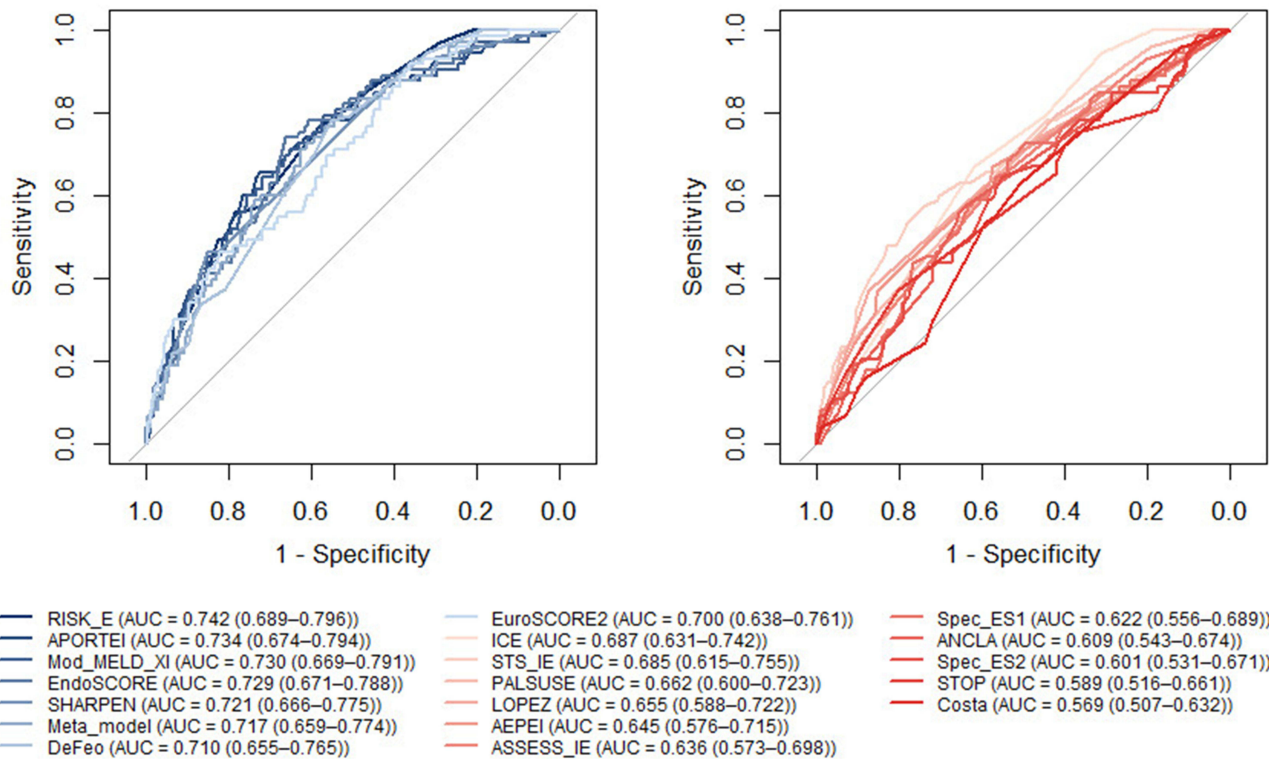 Sensitivity
1.0
0.8
0.6
0.4
0.2
0.0
1.0 0.8 0.6 0.4 0.2 0.0
1 - Specificity
Sensitivity
1.0
0.8
0.6
0.4
0.2
0.0
1.0 0.8 0.6 0.4 0.2 0.0
1 - Specificity
RISK_E (AUC = 0.742 (0.689–0.796))
APORTEI (AUC = 0.734 (0.674–0.794))
Mod_MELD_XI (AUC = 0.730 (0.669–0.791))
EndoSCORE (AUC = 0.729 (0.671–0.788))
SHARPEN (AUC = 0.721 (0.666–0.775))
Meta_model (AUC = 0.717 (0.659–0.774))
DeFeo (AUC = 0.710 (0.655–0.765))
EuroSCORE2 (AUC = 0.700 (0.638–0.761))
ICE (AUC = 0.687 (0.631–0.742))
STS_IE (AUC = 0.685 (0.615–0.755))
PALSUSE (AUC = 0.662 (0.600–0.723))
LOPEZ (AUC = 0.655 (0.588–0.722))
AEPEI (AUC = 0.645 (0.576–0.715))
ASSESS_IE (AUC = 0.636 (0.573–0.698))
Spec_ES1 (AUC = 0.622 (0.556–0.689))
ANCLA (AUC = 0.609 (0.543–0.674))
Spec_ES2 (AUC = 0.601 (0.531–0.671))
STOP (AUC = 0.589 (0.516–0.661))
Costa (AUC = 0.569 (0.507–0.632))